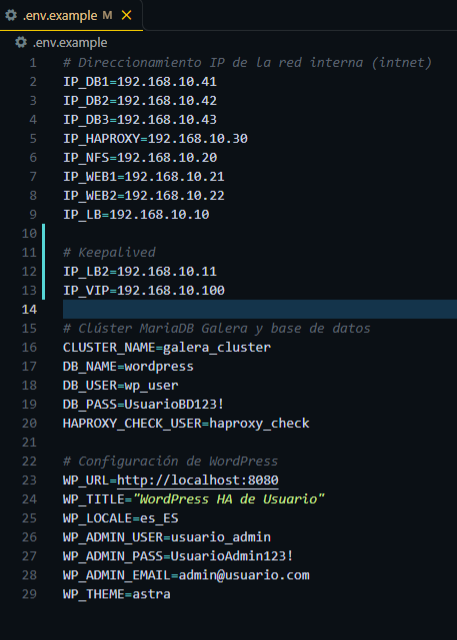 .env.example M
.env.example
1 # Direccionamiento IP de la red interna (intnet)
2 IP_DB1=192.168.10.41
3 IP_DB2=192.168.10.42
4 IP_DB3=192.168.10.43
5 IP_HAPROXY=192.168.10.30
6 IP_NFS=192.168.10.20
7 IP_WEB1=192.168.10.21
8 IP_WEB2=192.168.10.22
9 IP_LB=192.168.10.10
10
11 # Keepalived
12 IP_LB2=192.168.10.11
13 IP_VIP=192.168.10.100
14
15 # Clúster MariaDB Galera y base de datos
16 CLUSTER_NAME=galera_cluster
17 DB_NAME=wordpress
18 DB_USER=wp_user
19 DB_PASS=UsuarioBD123!
20 HAPROXY_CHECK_USER=haproxy_check
21
22 # Configuración de WordPress
23 WP_URL=http://localhost:8080
24 WP_TITLE="WordPress HA de Usuario"
25 WP_LOCALE=es_ES
26 WP_ADMIN_USER=usuario_admin
27 WP_ADMIN_PASS=UsuarioAdmin123!
28 WP_ADMIN_EMAIL=admin@usuario.com
29 WP_THEME=astra